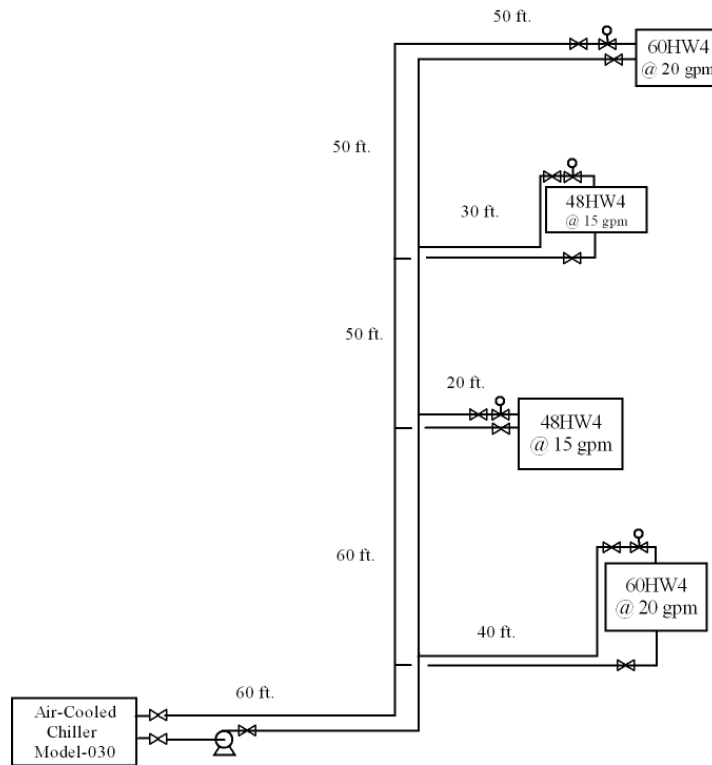 50 ft.
60HW4
@ 20 gpm
50 ft.
48HW4
@ 15 gpm
30 ft.
50 ft.
20 ft.
48HW4
@ 15 gpm
60 ft.
60HW4
@ 20 gpm
40 ft.
60 ft.
Air-Cooled
Chiller
Model-030